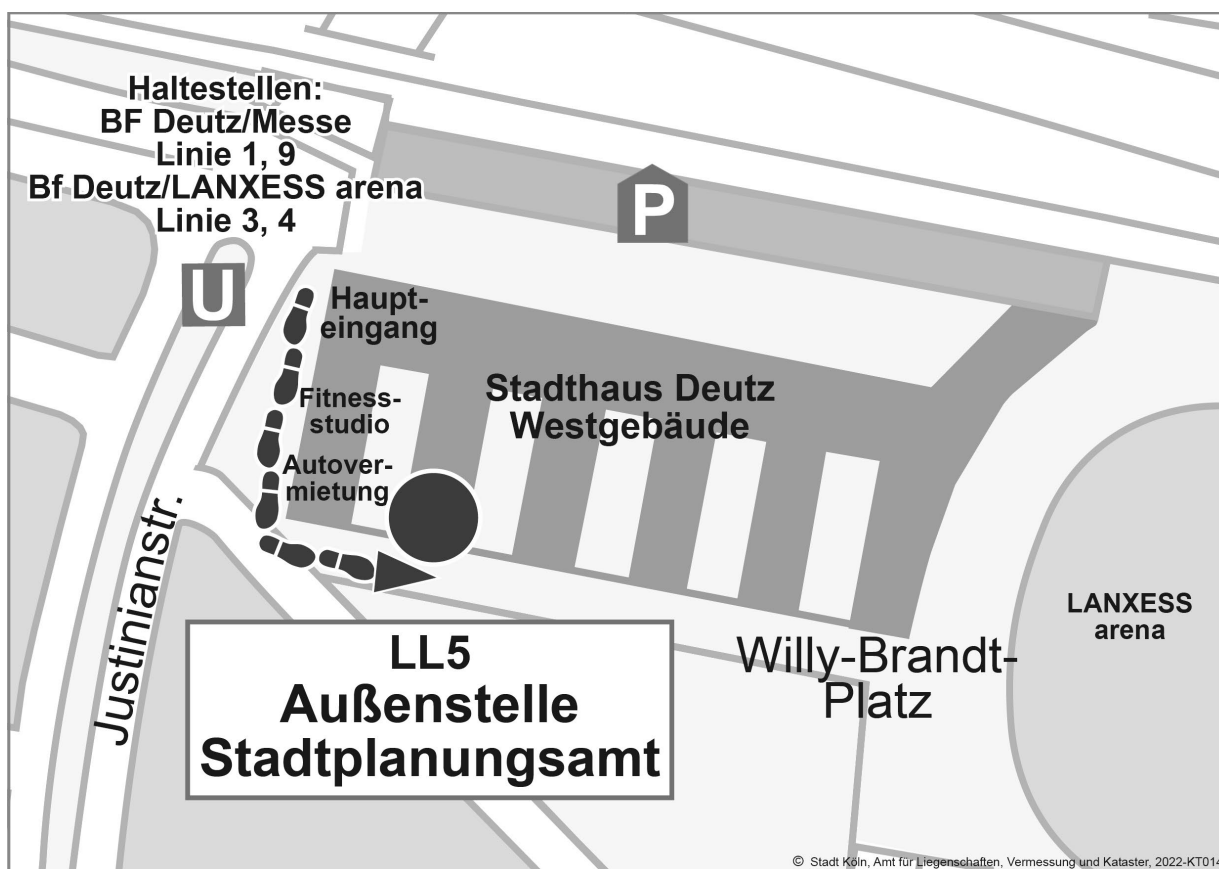 Haltestellen:
BF Deutz/Messe
Linie 1, 9
Bf Deutz/LANXESS arena
Linie 3, 4
U
P
Haupt-
eingang
Fitness-
studio
Autover-
mietung
Stadthaus Deutz
Westgebäude
Justinianstr.
LL5
Außenstelle
Stadtplanungsamt
Willy-Brandt-
Platz
LANXESS
arena
© Stadt Köln, Amt für Liegenschaften, Vermessung und Kataster, 2022-KT014